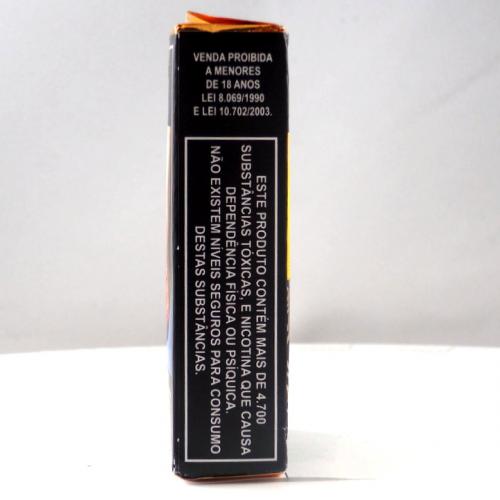 VENDA PROIBIDA
A MENORES
DE 18 ANOS
LEI 8.069/1990
E LEI 10.702/2003.
ESTE PRODUTO CONTÉM MAIS DE 4.700
SUBSTÂNCIAS TÓXICAS, E NICOTINA QUE CAUSA
DEPENDÊNCIA FÍSICA OU PSÍQUICA.
NÃO EXISTEM NÍVEIS SEGUROS PARA CONSUMO
DESTAS SUBSTÂNCIAS.